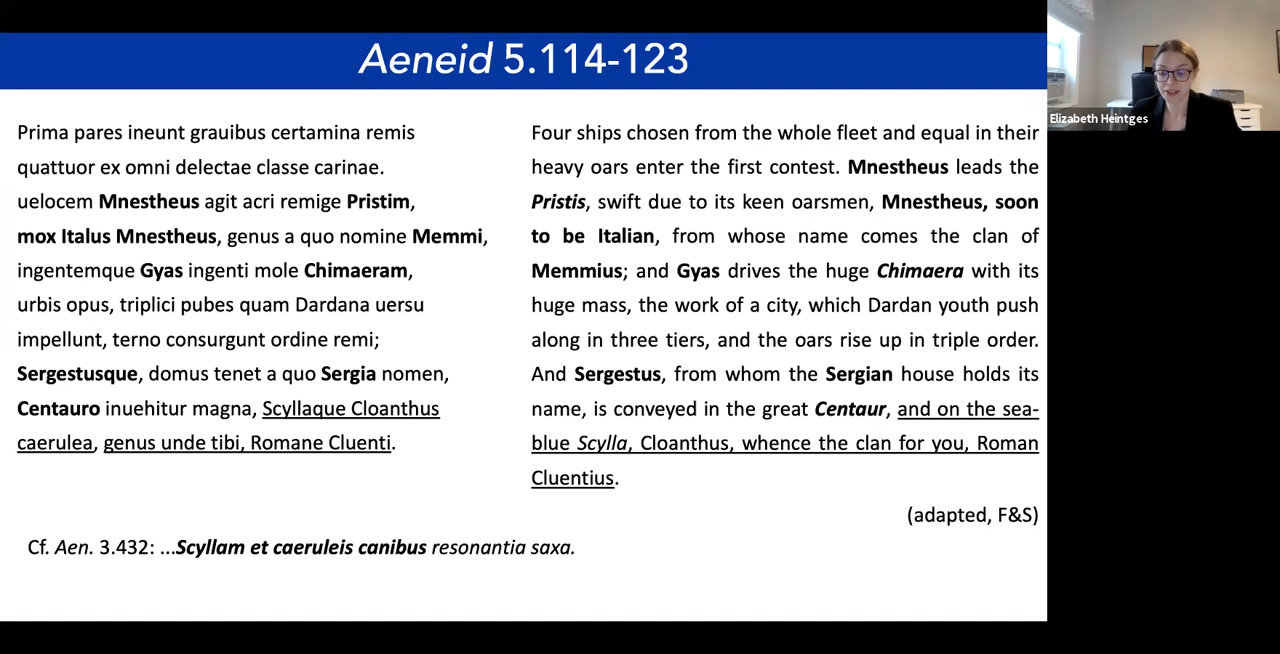 Aeneid 5.114-123
Prima pares ineunt grauibus certamina remis
quattuor ex omni delectae classe carinae.
uelocem Mnestheus agit acri remige Pristim,
mox Italus Mnestheus, genus a quo nomine Memmi,
ingentemque Gyas ingenti mole Chimaeram,
urbis opus, triplici pubes quam Dardana uersu
impellunt, terno consurgunt ordine remi;
Sergestusque, domus tenet a quo Sergia nomen,
Centauro inuehitur magna, Scyllaque Cloanthus
caerulea, genus unde tibi, Romane Cluenti.
Four ships chosen from the whole fleet and equal in their
heavy oars enter the first contest. Mnestheus leads the
Pristis, swift due to its keen oarsmen, Mnestheus, soon
to be Italian, from whose name comes the clan of
Memmius; and Gyas drives the huge Chimaera with its
huge mass, the work of a city, which Dardan youth push
along in three tiers, and the oars rise up in triple order.
And Sergestus, from whom the Sergian house holds its
name, is conveyed in the great Centaur, and on the sea-
blue Scylla, Cloanthus, whence the clan for you, Roman
Cluentius.
(adapted, F&S)
Cf. Aen. 3.432: ...Scyllam et caeruleis canibus resonantia saxa.
Elizabeth Heintges